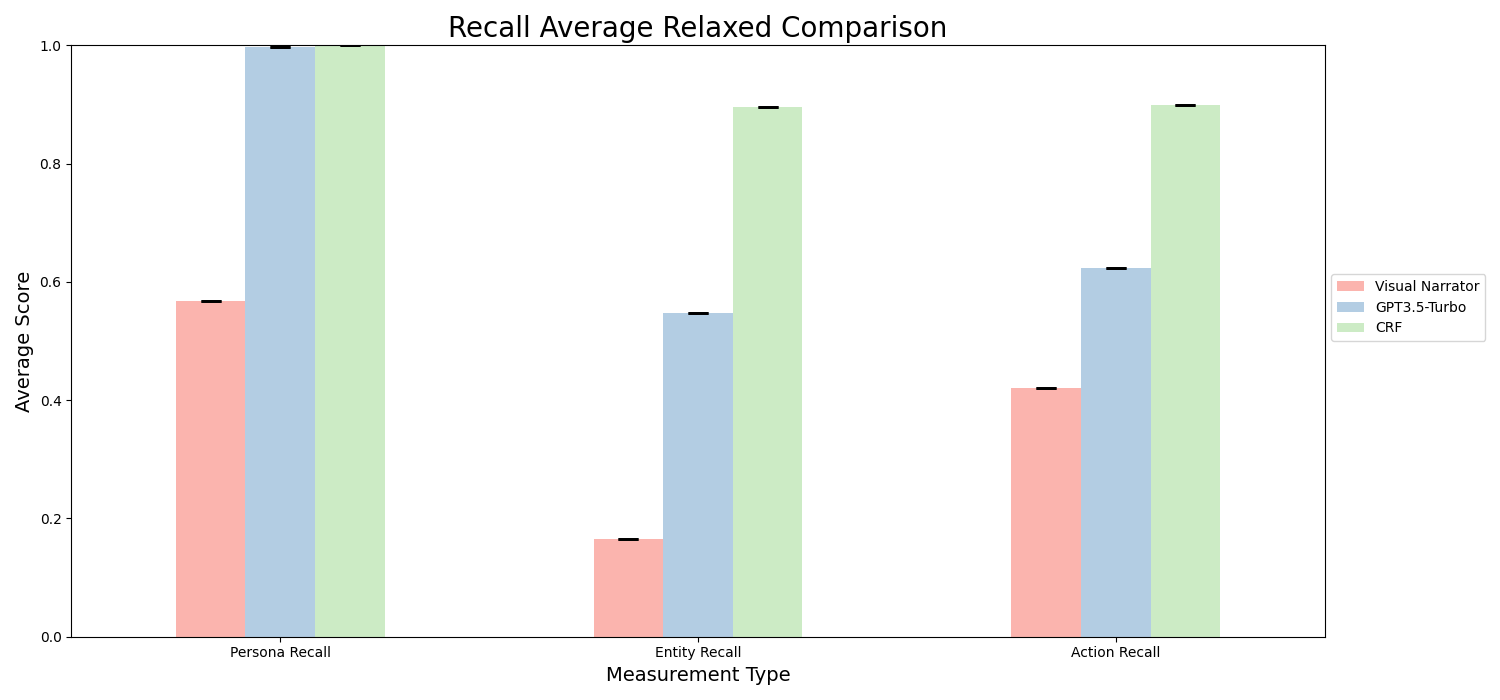 Recall Average Relaxed Comparison
1.0
0.8
0.6
0.4
0.2
0.0
Average Score
Persona Recall
Entity Recall
Action Recall
Measurement Type
Visual Narrator
GPT3.5-Turbo
CRF